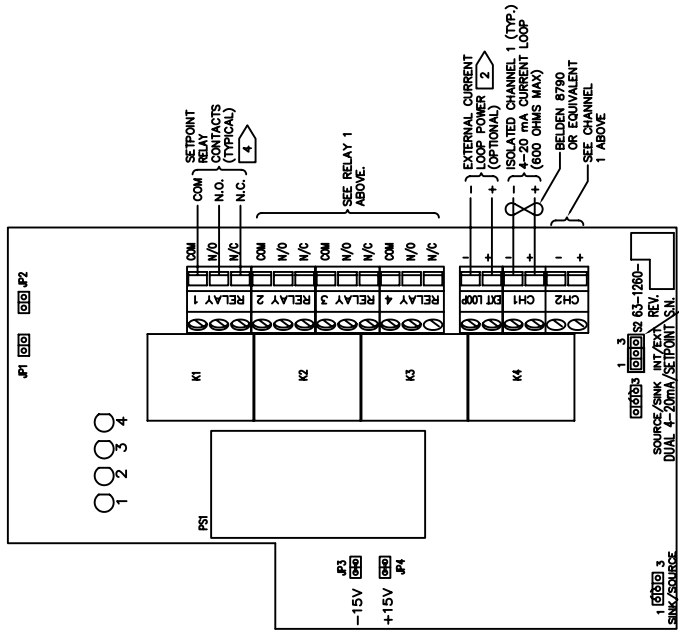 JP1
JP2
1 2 3 4
PS1
JP3
JP4
-15V
+15V
K1
K2
K3
K4
RELAY 1
RELAY 2
RELAY 3
RELAY 4
EXT LOOP
CH1
CH2
COM
N/O
N/C
COM
N/O
N/C
COM
N/O
N/C
COM
N/O
N/C
-
+
-
+
-
+
COM
N.O.
N.C.
SETPOINT
RELAY
CONTACTS
(TYPICAL)
4
SEE RELAY 1
ABOVE.
-
+
EXTERNAL CURRENT
LOOP POWER
(OPTIONAL)
2
-
+
ISOLATED CHANNEL 1 (TYP.)
4-20 mA CURRENT LOOP
(600 OHMS MAX)
BELDEN 8790
OR EQUIVALENT
SEE CHANNEL
1 ABOVE
1 3
S2
63-1260-
REV.
3
SOURCE/SINK INT/EXT
DUAL 4-20mA/SETPOINT S.N.
1 3
SINK/SOURCE